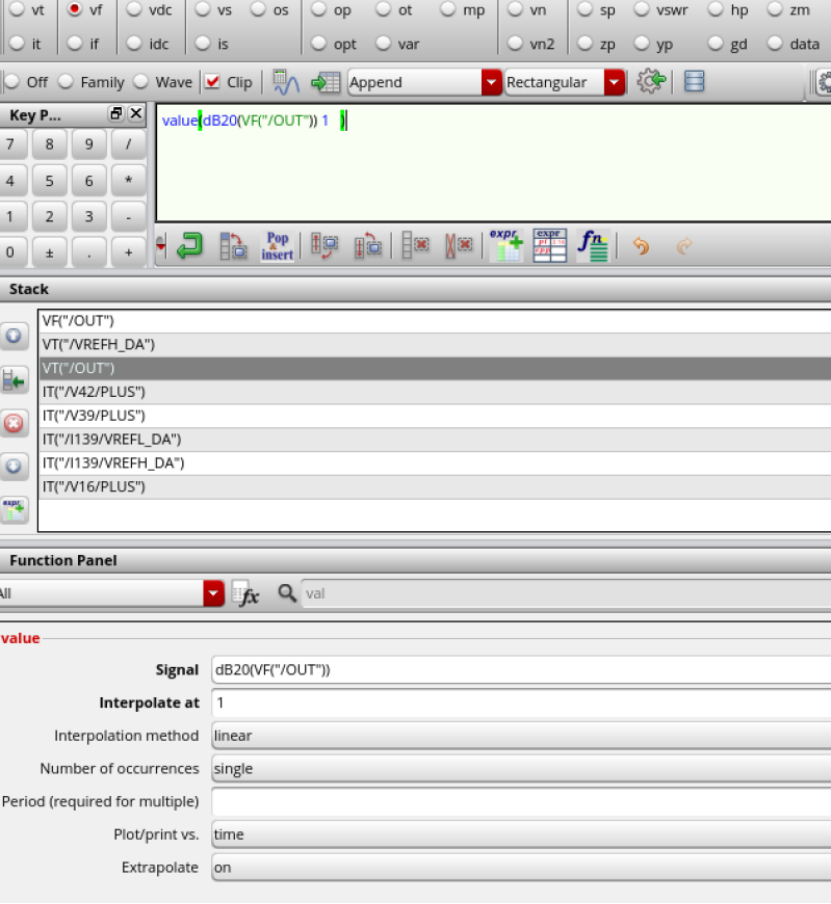 vt vf vdc vs os op ot mp vn sp vswr hp zm
it if idc is opt var vn2 zp yp gd data
Off Family Wave Clip Append Rectangular
Key P...
7 8 9 /
4 5 6 *
1 2 3 -
0 ± . +
value(dB20(VF("/OUT")) 1 )
Pop insert expr expr fn
Stack
VF("/OUT")
VT("/VREFH_DA")
VT("/OUT")
IT("/V42/PLUS")
IT("/V39/PLUS")
IT("/I139/VREFL_DA")
IT("/I139/VREFH_DA")
IT("/V16/PLUS")
expr
Function Panel
All fx val
value
Signal dB20(VF("/OUT"))
Interpolate at 1
Interpolation method linear
Number of occurrences single
Period (required for multiple)
Plot/print vs. time
Extrapolate on